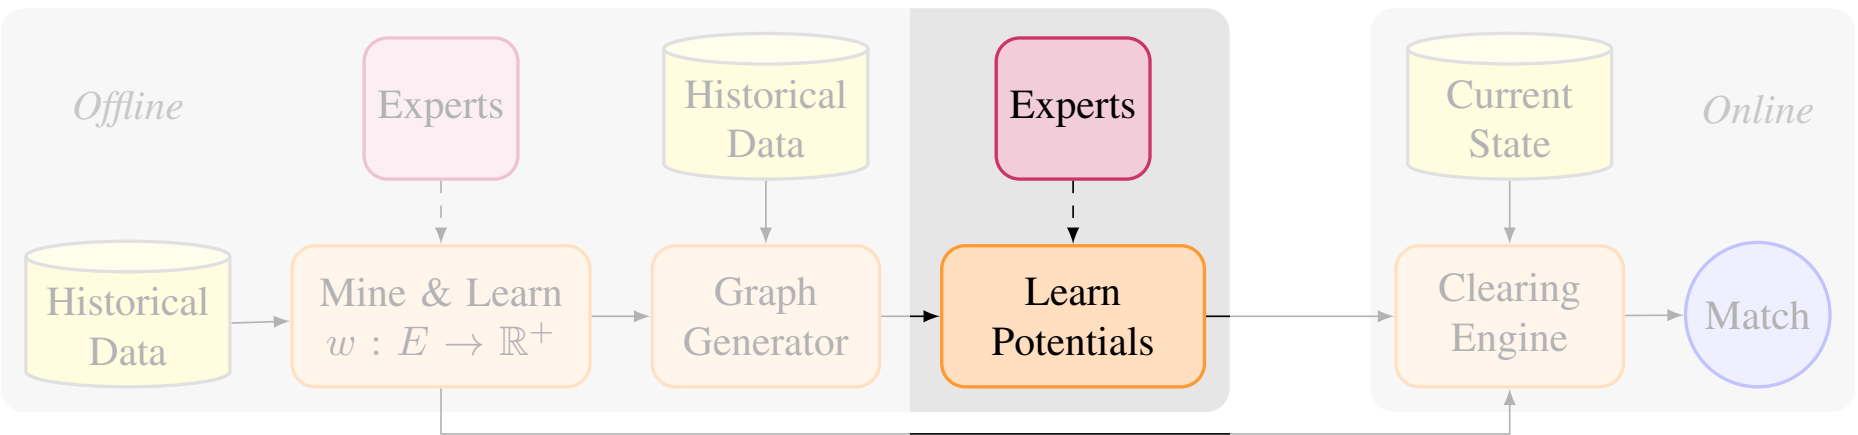 Offline
Experts
Historical
Data
Experts
Current
State
Online
Historical
Data
Mine & Learn
w : E → ℝ⁺
Graph
Generator
Learn
Potentials
Clearing
Engine
Match